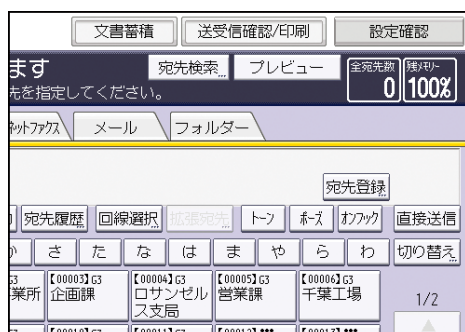 文書蓄積 送受信確認/印刷 設定確認
ます 宛先検索 プレビュー 全宛先数 残メモリー
先を指定してください。 0 100%
ネットファクス メール フォルダー
宛先登録
宛先履歴 回線選択 拡張宛先 トーン ポーズ オンフック 直接送信
か さ た な は ま や ら わ 切り替え
G3 【00003】G3 【00004】G3 【00005】G3 【00006】G3
業所 企画課 ロサンゼル 営業課 千葉工場 1/2
ス支局